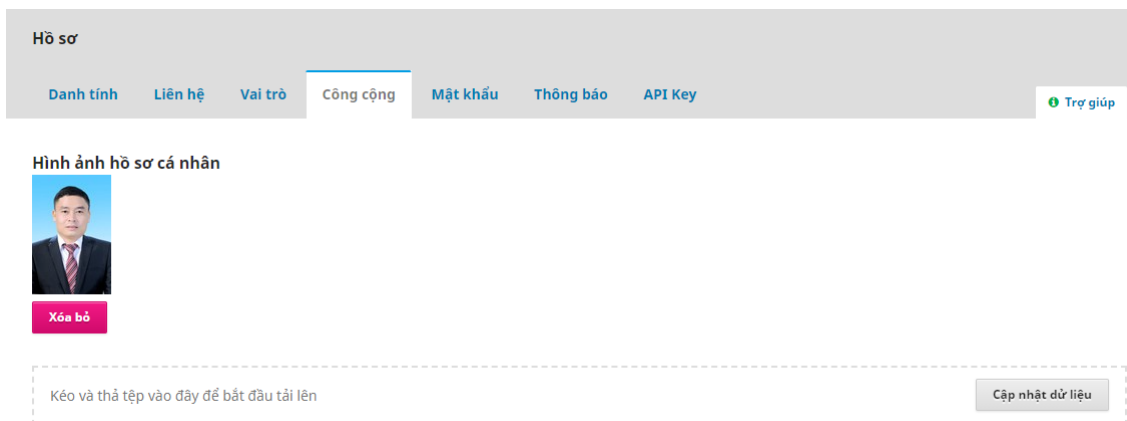 Hồ sơ
Danh tính Liên hệ Vai trò Công cộng Mật khẩu Thông báo API Key
Trợ giúp
Hình ảnh hồ sơ cá nhân
Xóa bỏ
Kéo và thả tệp vào đây để bắt đầu tải lên Cập nhật dử liệu